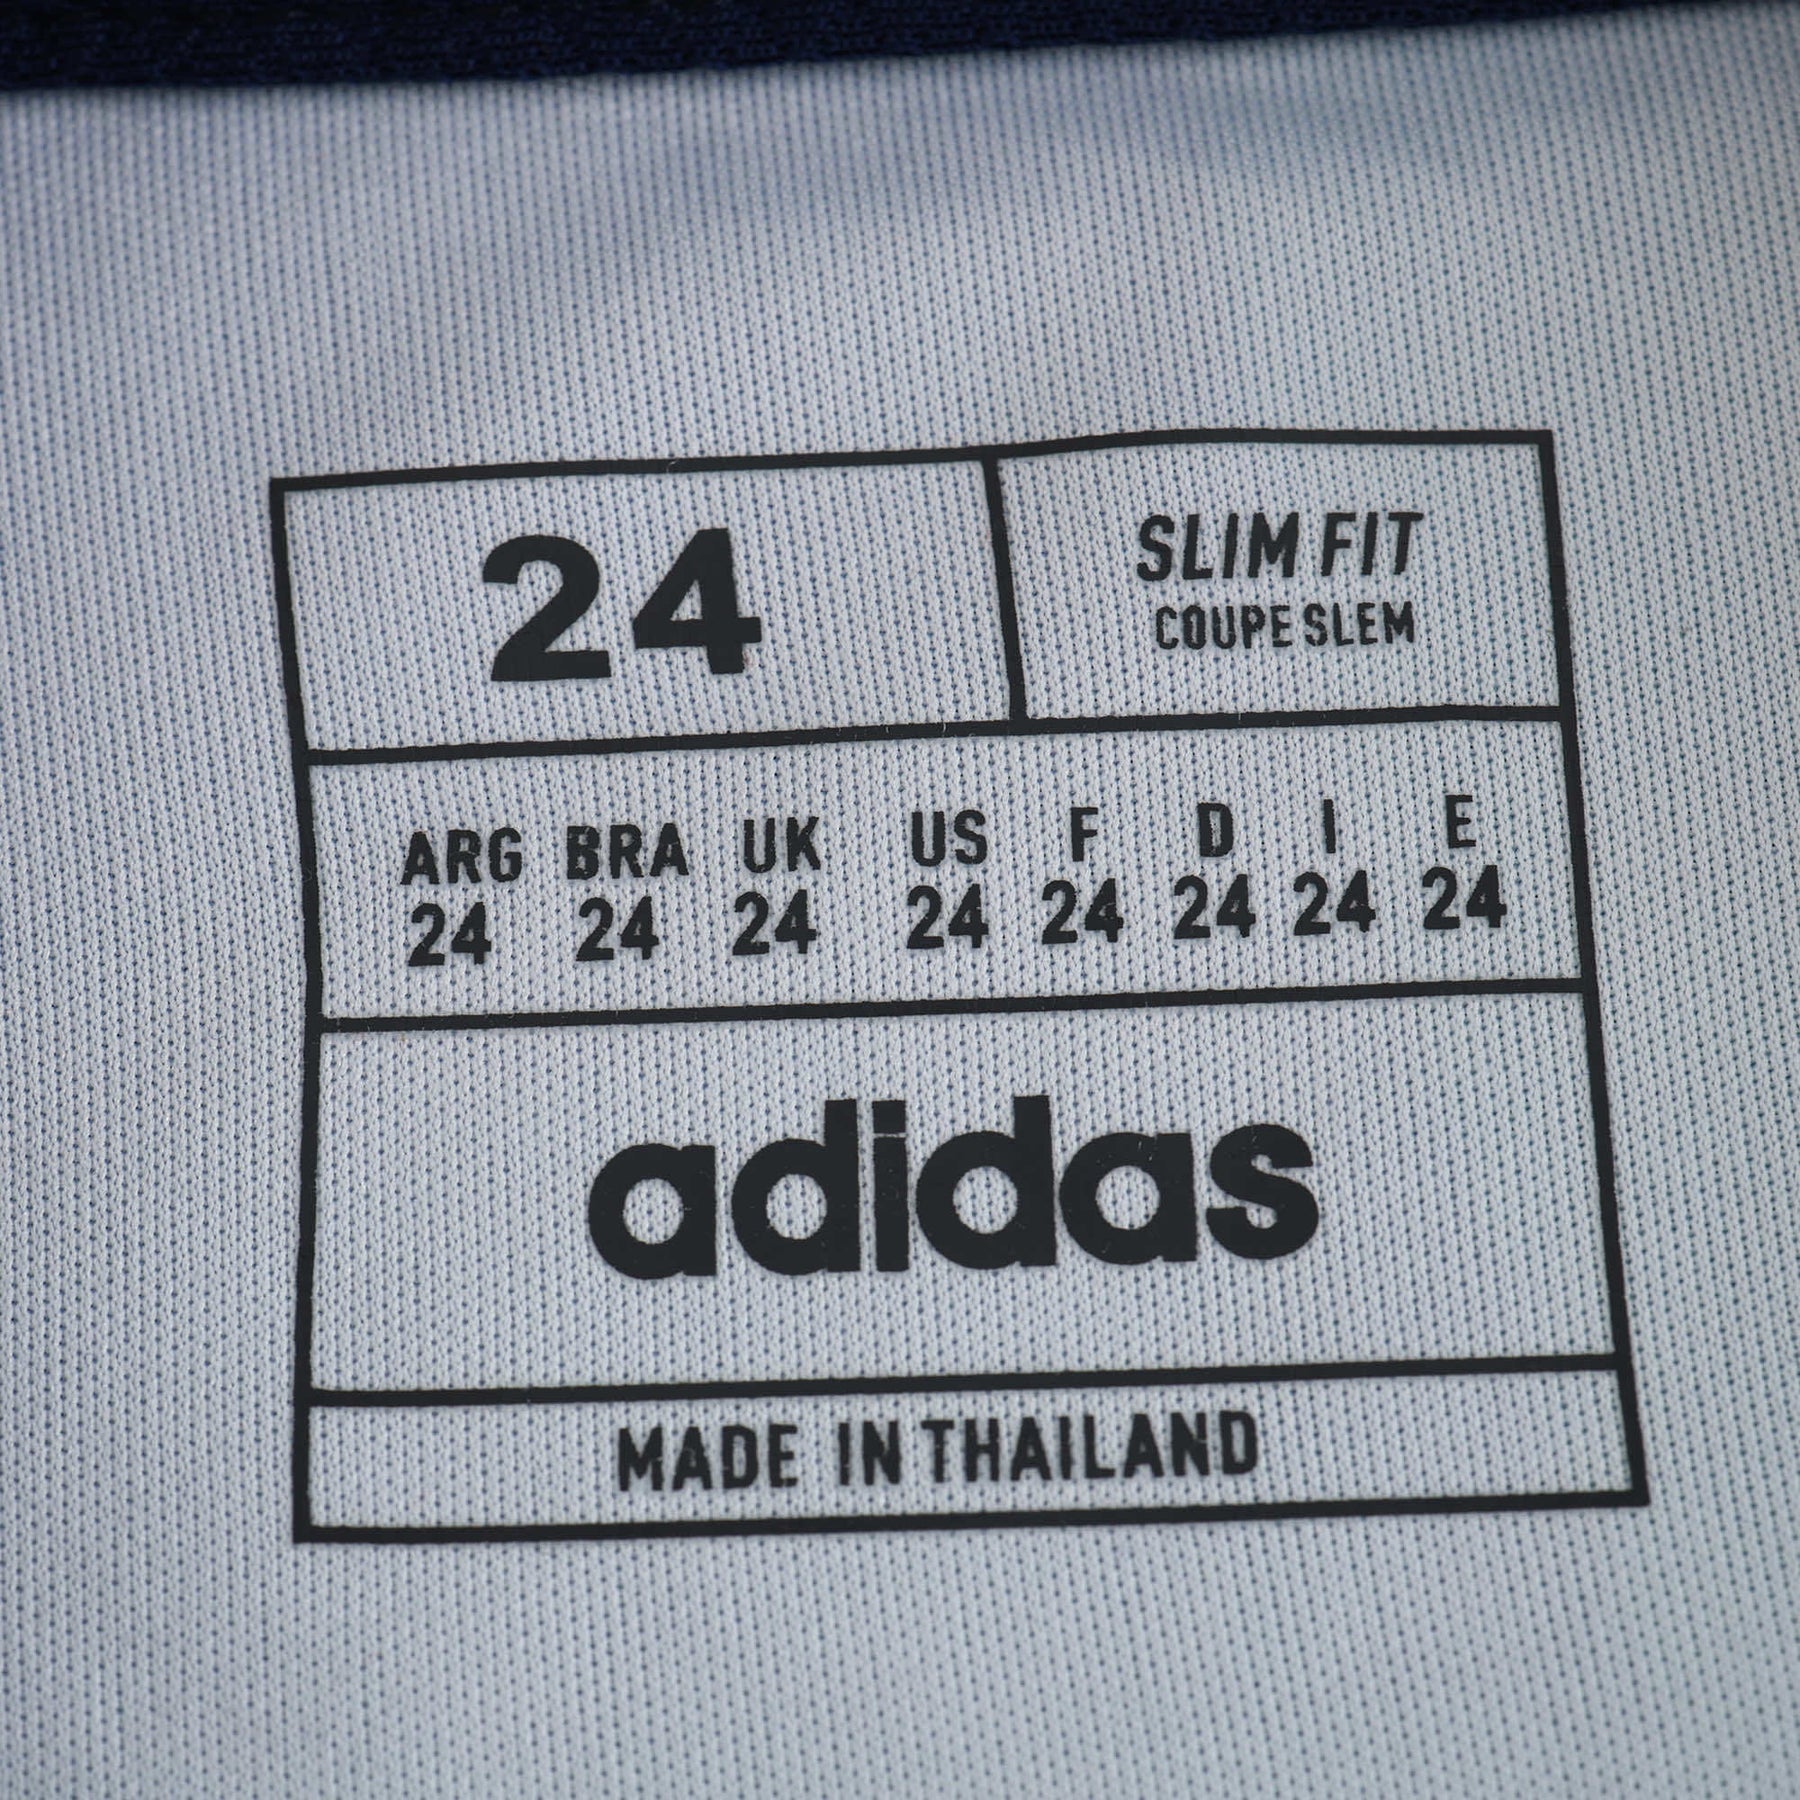 24
SLIM FIT
COUPE SLEM
ARG BRA UK US F D I E
24 24 24 24 24 24 24 24
adidas
MADE IN THAILAND